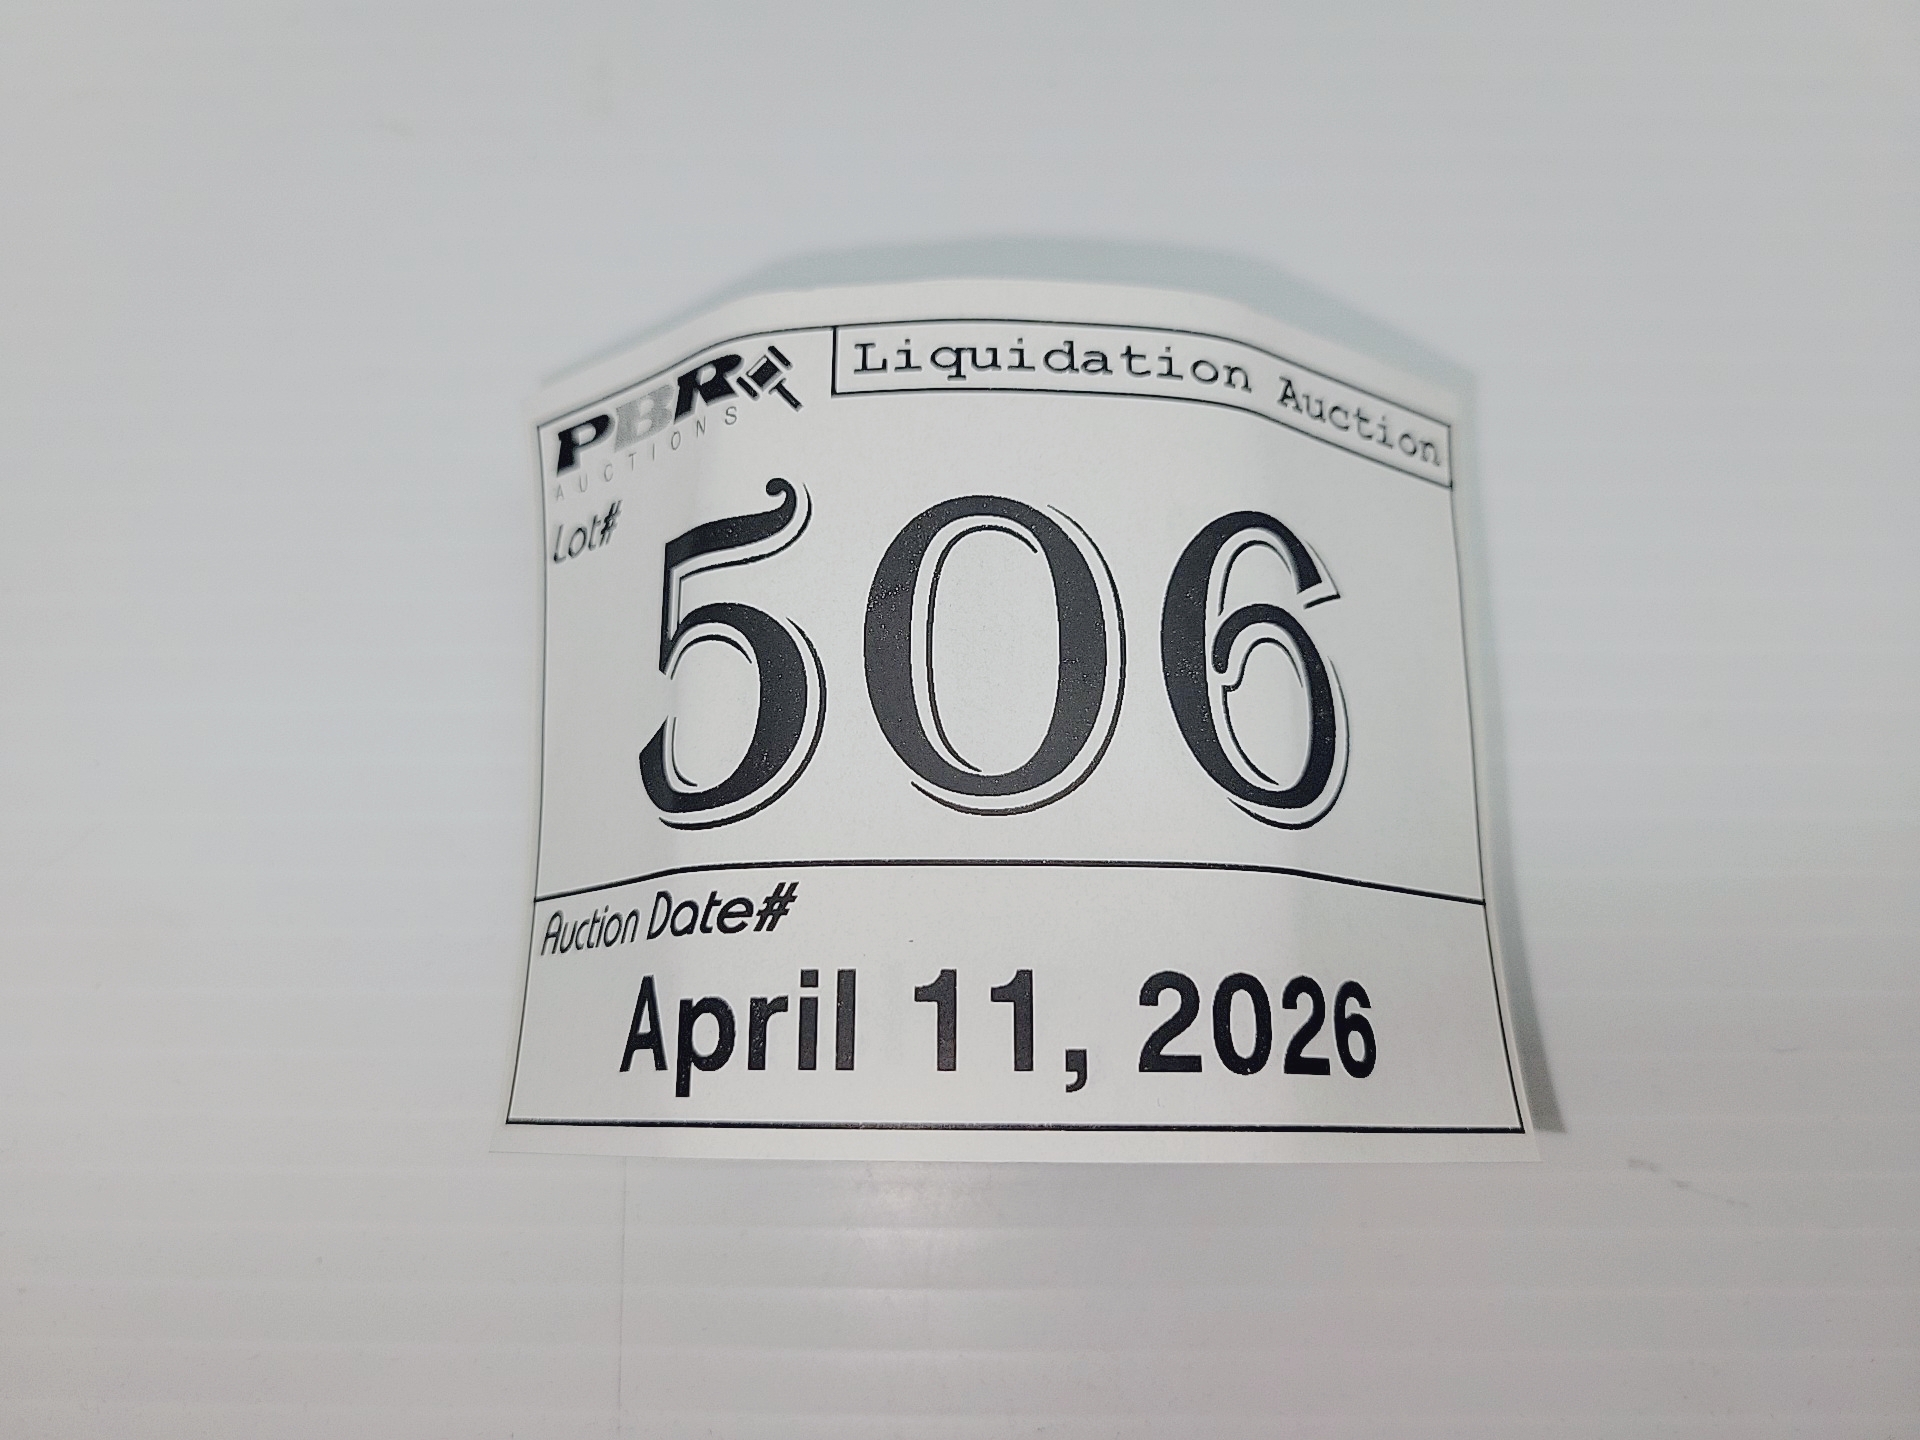 PBR
AUCTIONS
Liquidation Auction
Lot#
506
Auction Date#
April 11, 2026